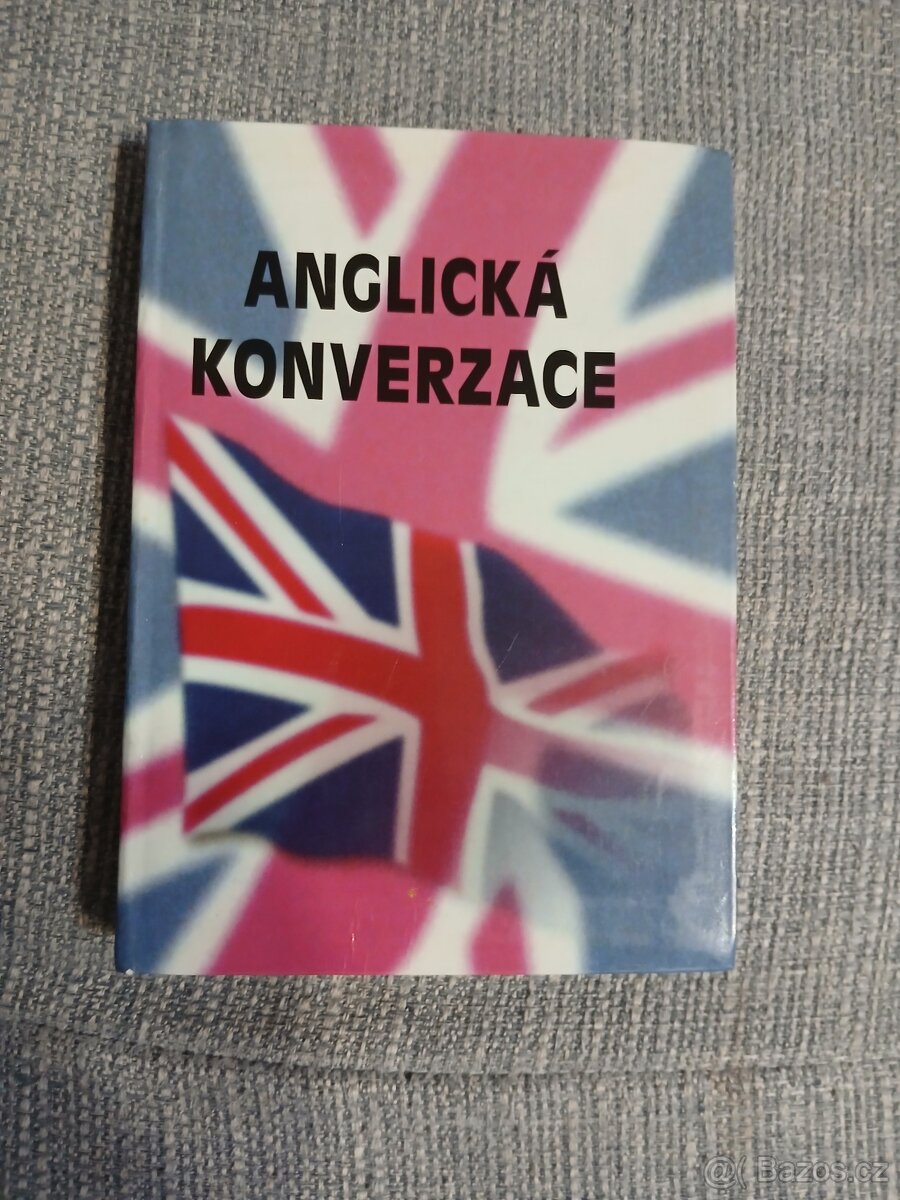 ANGLICKÁ
KONVERZACE
@( Bazos.cz